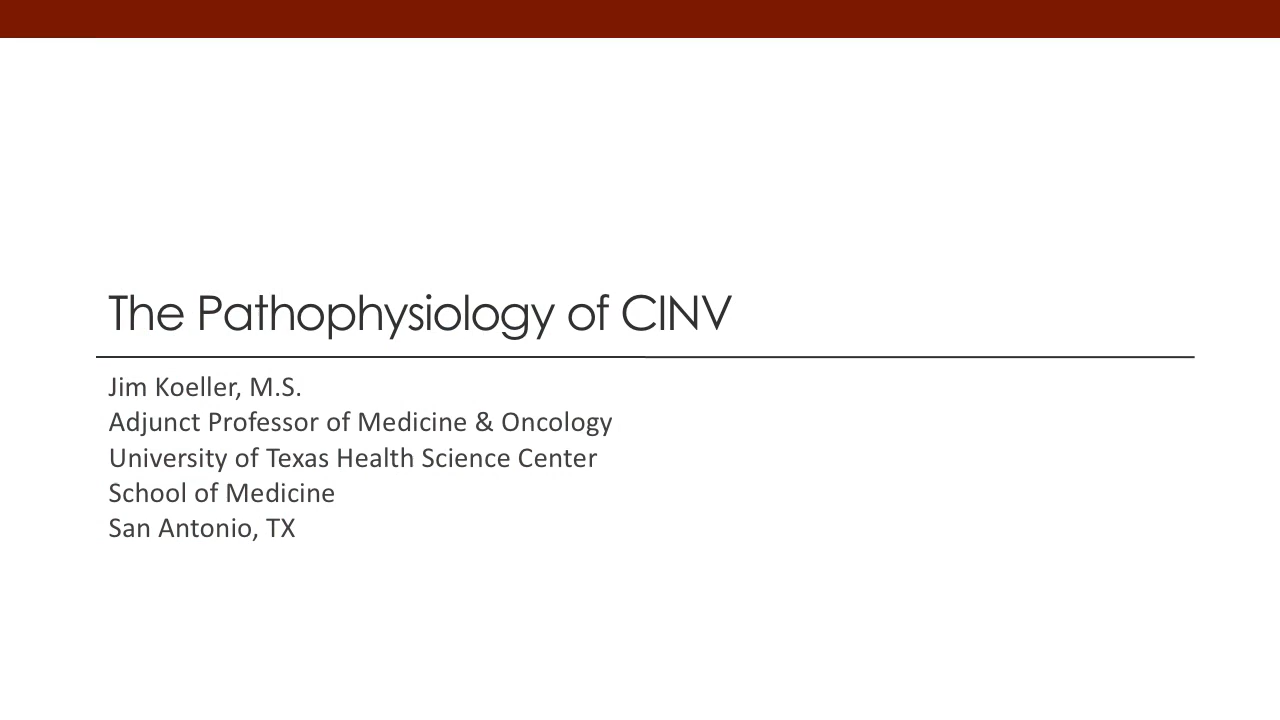 The Pathophysiology of CINV
Jim Koeller, M.S.
Adjunct Professor of Medicine & Oncology
University of Texas Health Science Center
School of Medicine
San Antonio, TX